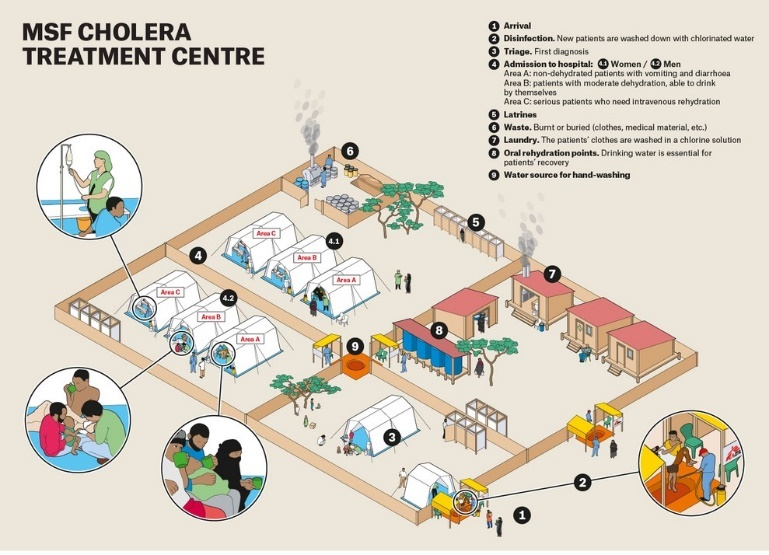 MSF CHOLERA
TREATMENT CENTRE
1 Arrival
2 Disinfection. New patients are washed down with chlorinated water
3 Triage. First diagnosis
4 Admission to hospital: 4.1 Women / 4.2 Men
Area A: non-dehydrated patients with vomiting and diarrhoea
Area B: patients with moderate dehydration, able to drink
by themselves
Area C: serious patients who need intravenous rehydration
5 Latrines
6 Waste. Burnt or buried (clothes, medical material, etc.)
7 Laundry. The patients' clothes are washed in a chlorine solution
8 Oral rehydration points. Drinking water is essential for
patients' recovery
9 Water source for hand-washing
6
5
Area C
4.1
4
Area B
7
Area A
Area C
4.2
Area B
8
Area A
9
3
2
1